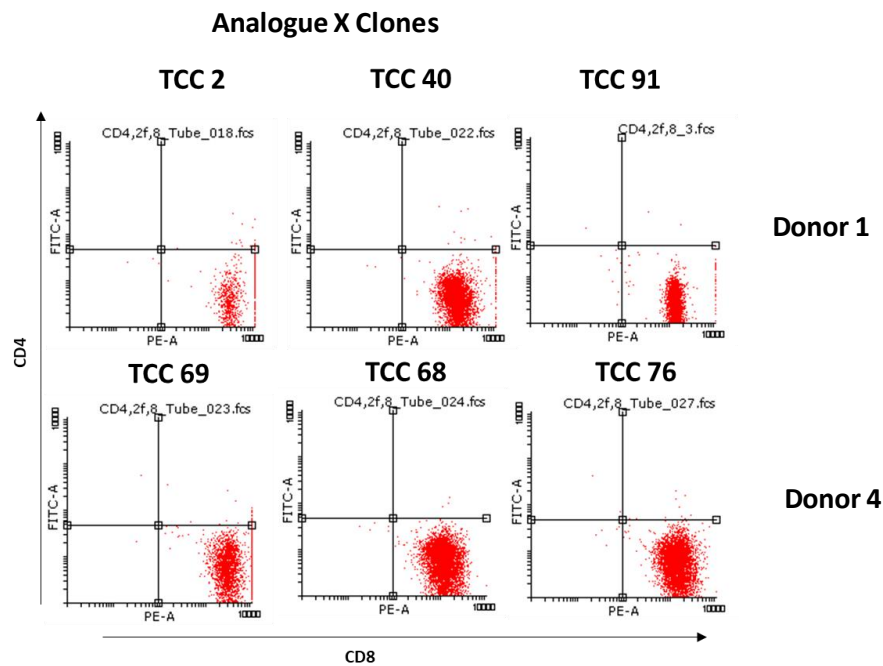 Analogue X Clones
TCC 2
TCC 40
TCC 91
CD4,2f,8_Tube_018.fcs
CD4,2f,8_Tube_022.fcs
CD4,2f,8_3.fcs
FITC-A
FITC-A
FITC-A
Donor 1
PE-A
PE-A
PE-A
CD4
TCC 69
TCC 68
TCC 76
CD4,2f,8_Tube_023.fcs
CD4,2f,8_Tube_024.fcs
CD4,2f,8_Tube_027.fcs
FITC-A
FITC-A
FITC-A
Donor 4
PE-A
PE-A
PE-A
CD8